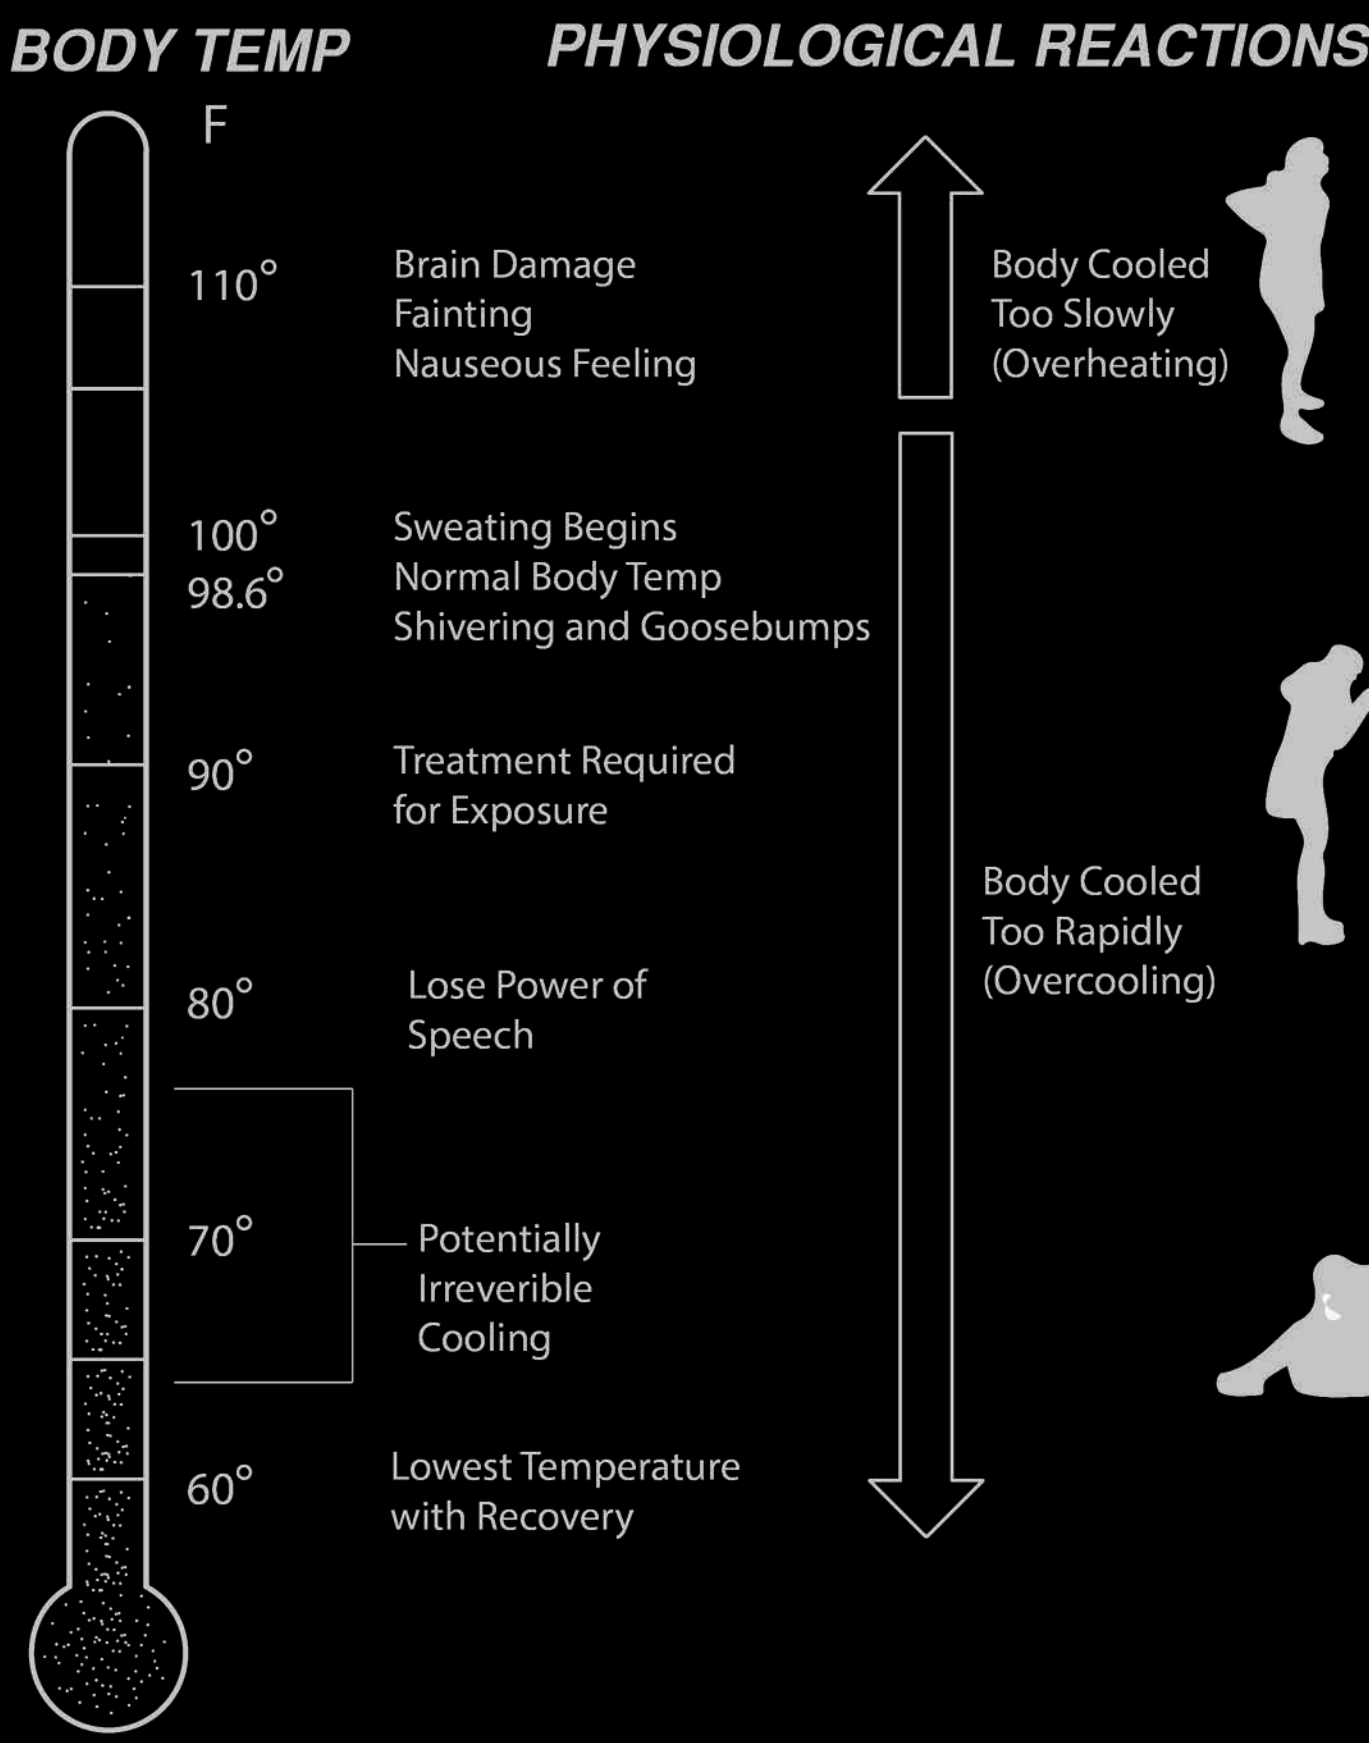 BODY TEMP
PHYSIOLOGICAL REACTIONS
F
110°
Brain Damage
Fainting
Nauseous Feeling
Body Cooled
Too Slowly
(Overheating)
100°
98.6°
Sweating Begins
Normal Body Temp
Shivering and Goosebumps
90°
Treatment Required
for Exposure
Body Cooled
Too Rapidly
(Overcooling)
80°
Lose Power of
Speech
70°
Potentially
Irreverible
Cooling
60°
Lowest Temperature
with Recovery